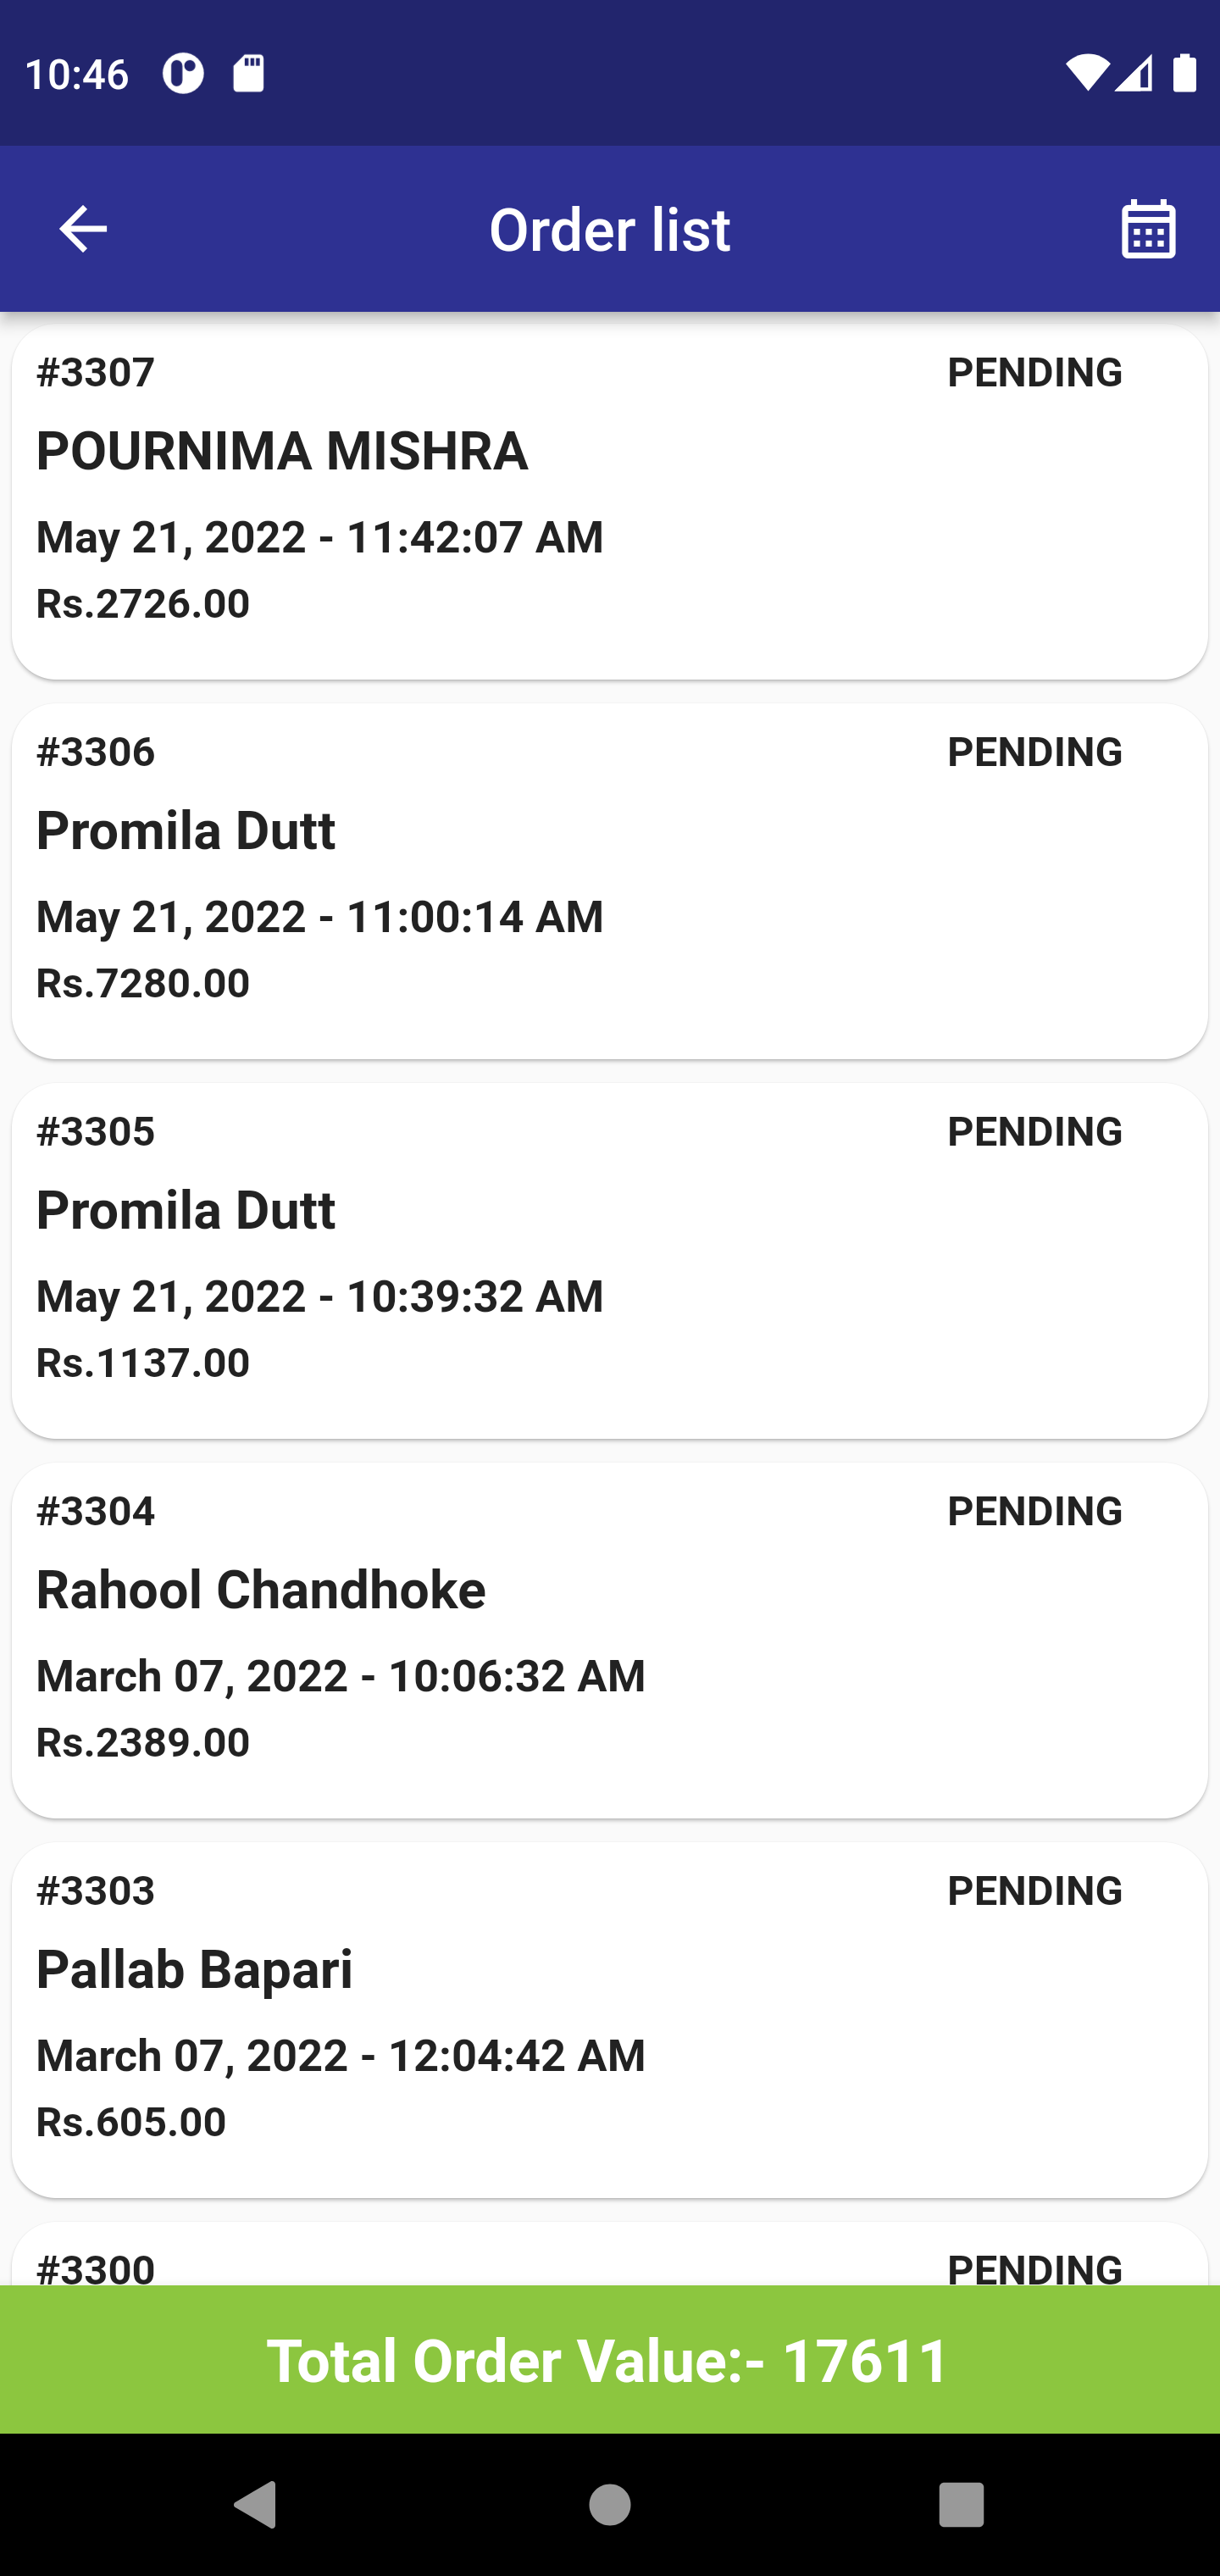 10:46
Order list
#3307 PENDING
POURNIMA MISHRA
May 21, 2022 - 11:42:07 AM
Rs.2726.00
#3306 PENDING
Promila Dutt
May 21, 2022 - 11:00:14 AM
Rs.7280.00
#3305 PENDING
Promila Dutt
May 21, 2022 - 10:39:32 AM
Rs.1137.00
#3304 PENDING
Rahool Chandhoke
March 07, 2022 - 10:06:32 AM
Rs.2389.00
#3303 PENDING
Pallab Bapari
March 07, 2022 - 12:04:42 AM
Rs.605.00
#3300 PENDING
Total Order Value:- 17611